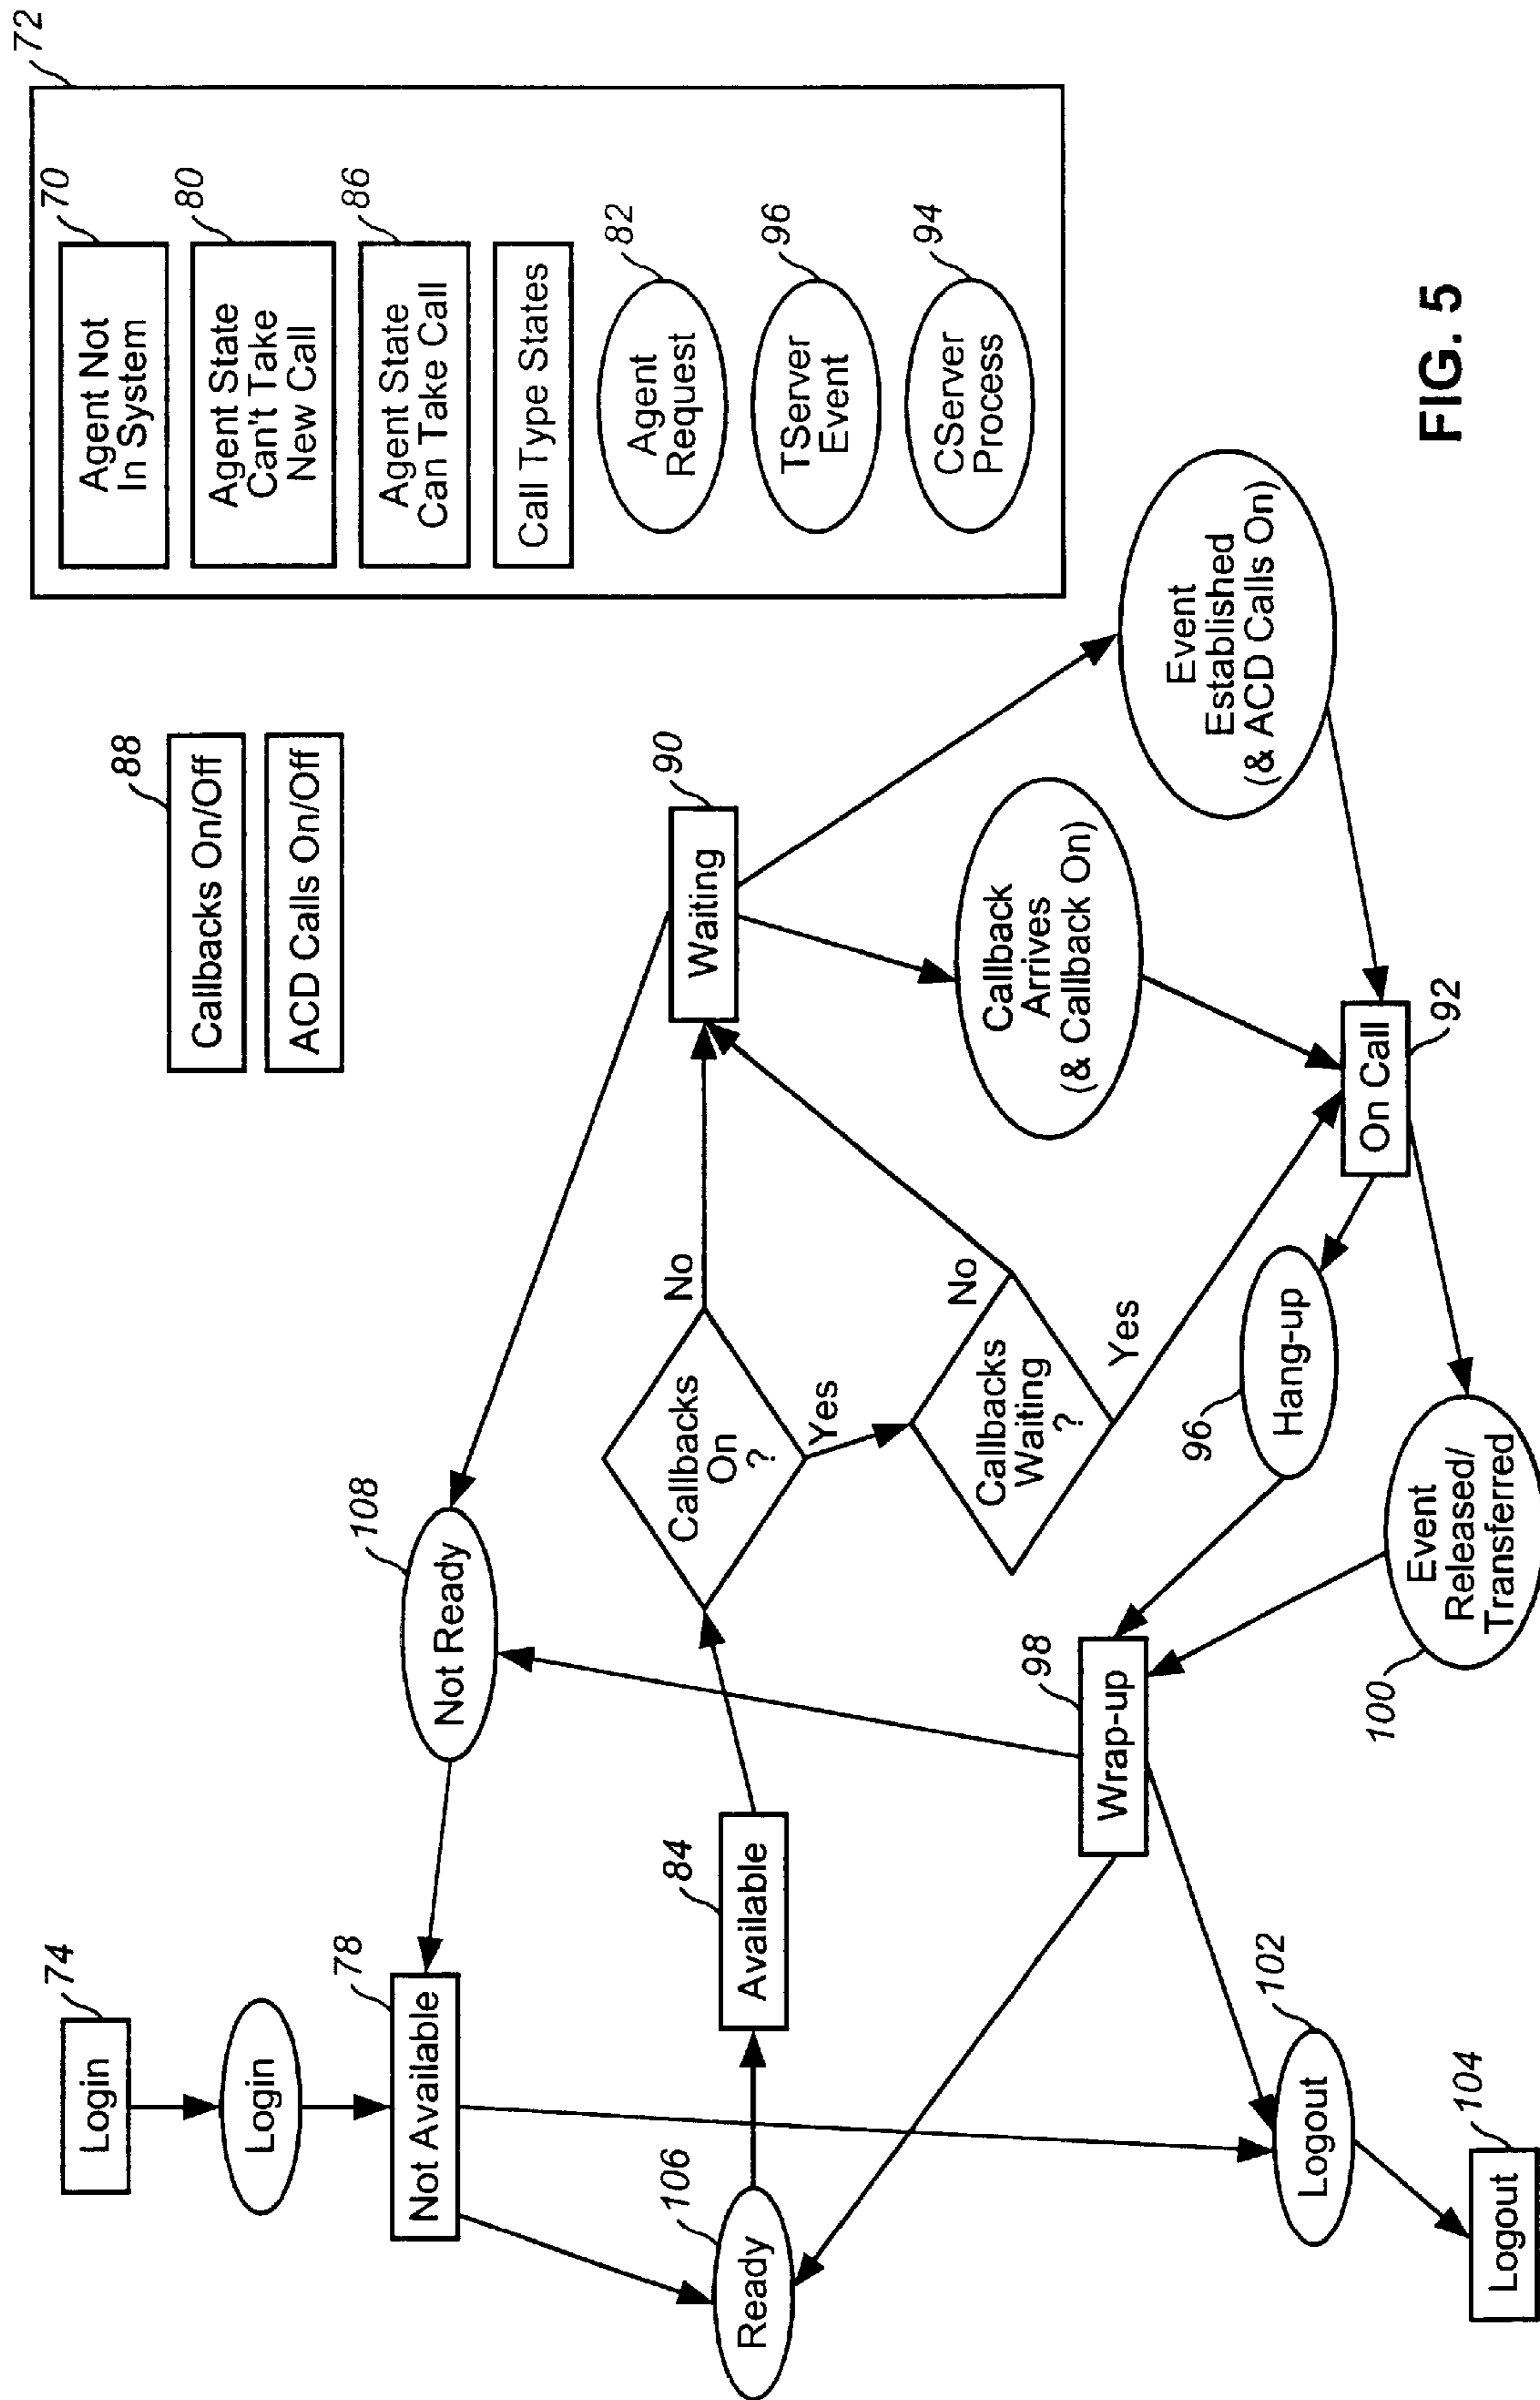 72
70
Agent Not
In System
80
Agent State
Can't Take
New Call
86
Agent State
Can Take Call
Call Type States
82
Agent
Request
96
TServer
Event
94
CServer
Process
88
Callbacks On/Off
ACD Calls On/Off
74
Login
Login
78
Not Available
108
Not Ready
106
Ready
84
Available
Callbacks
On
?
No
Yes
90
Waiting
Callbacks
Waiting
?
No
Yes
Callback
Arrives
(& Callback On)
Event
Established
(& ACD Calls On)
On Call
92
96
Hang-up
98
Wrap-up
100
Event
Released/
Transferred
102
Logout
104
Logout
FIG. 5